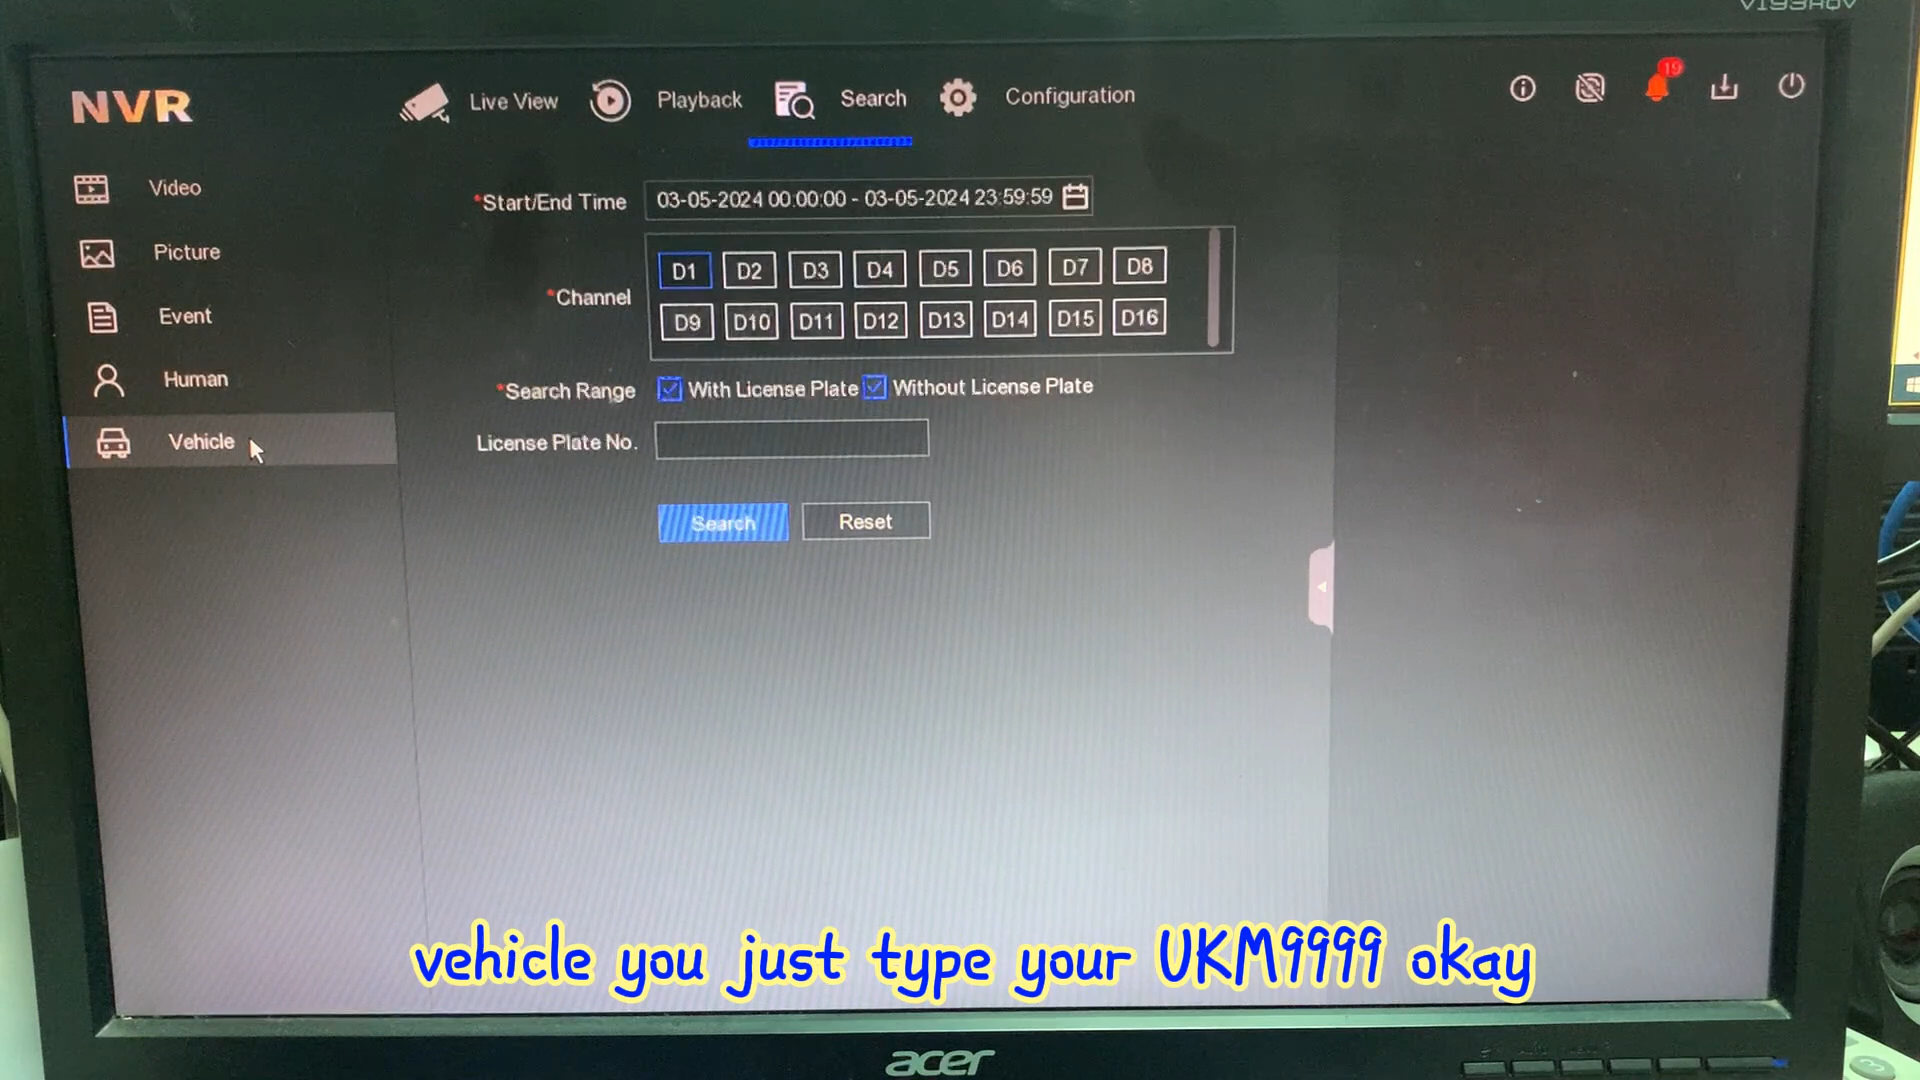 V193HQV
NVR
Live View
Playback
Search
Configuration
19
Video
Picture
Event
Human
Vehicle
*Start/End Time
03-05-2024 00:00:00 - 03-05-2024 23:59:59
*Channel
D1 D2 D3 D4 D5 D6 D7 D8
D9 D10 D11 D12 D13 D14 D15 D16
*Search Range
With License Plate
Without License Plate
License Plate No.
Search
Reset
vehicle you just type your UKM9999 okay
acer